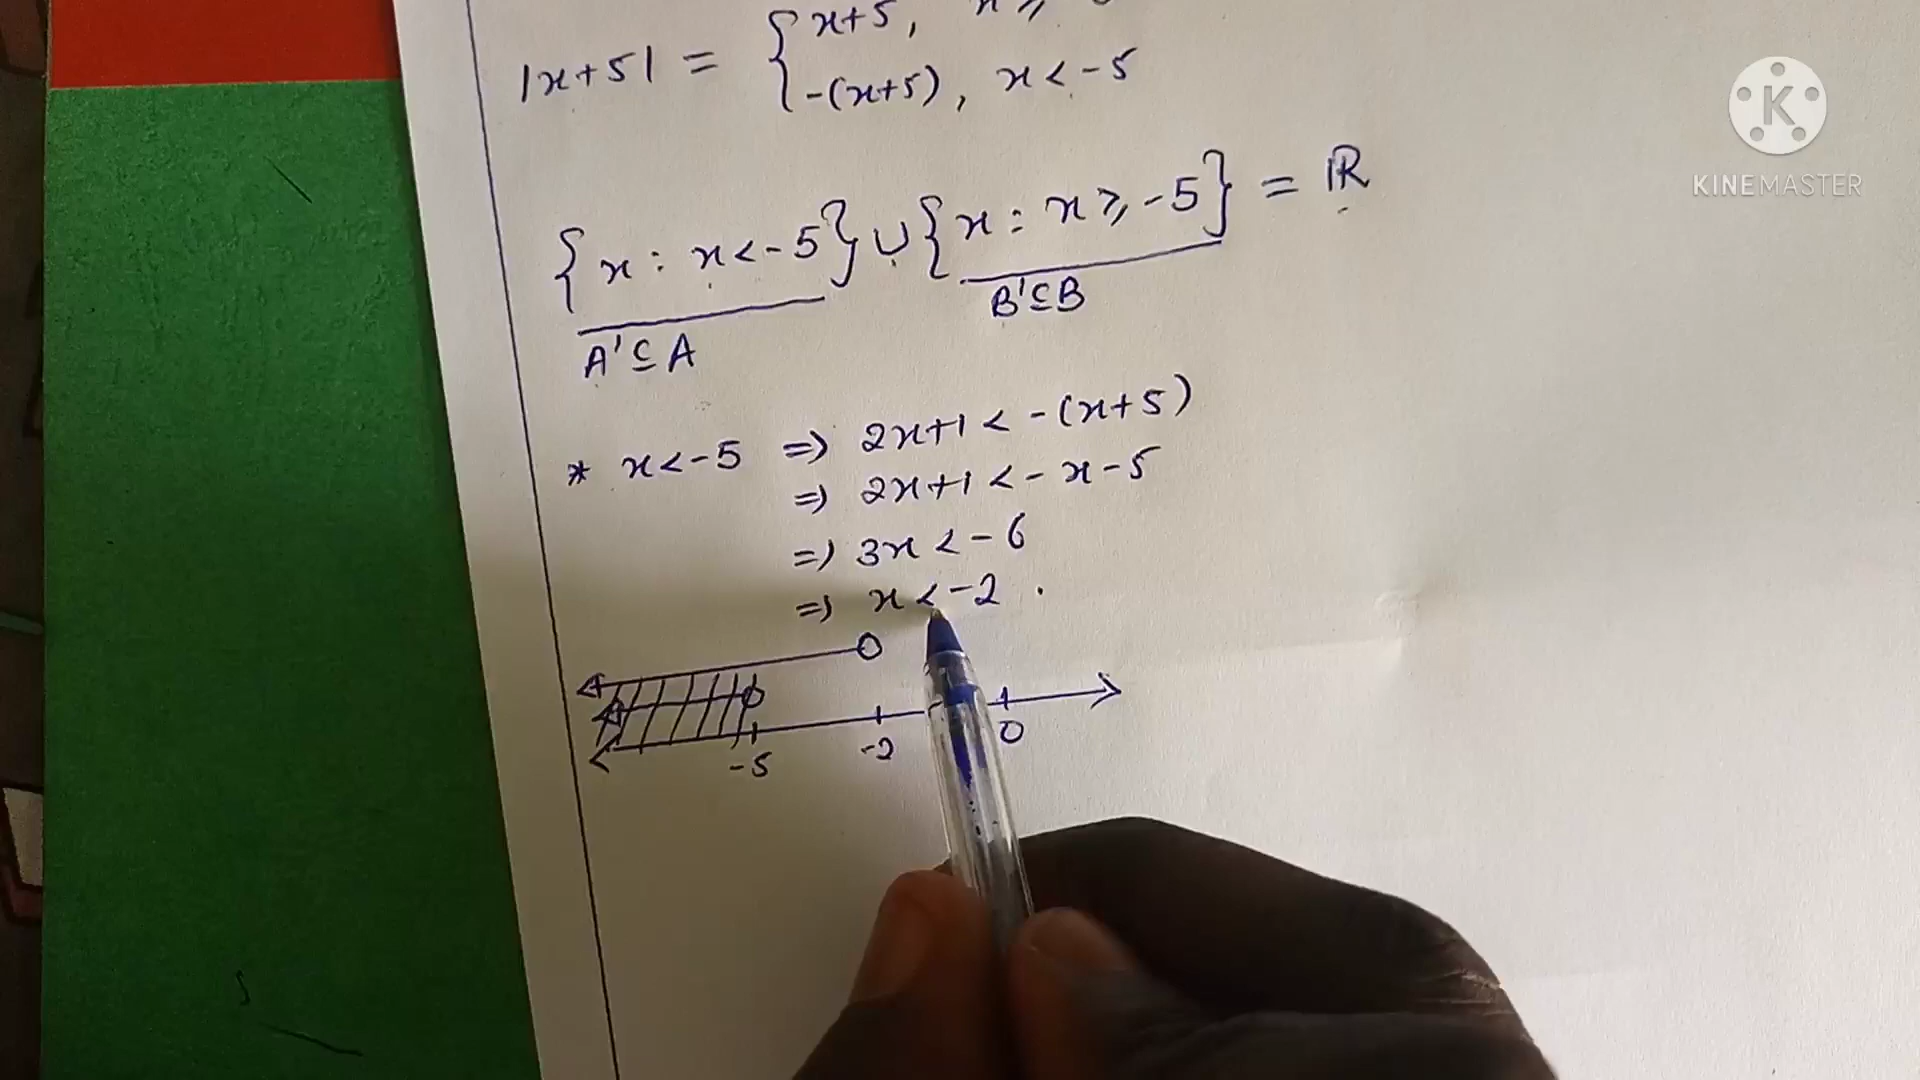 x+5, x ⩾
|x+5| = {
-(x+5), x < -5
{x : x < -5} ∪ {x : x ⩾ -5} = ℝ
A' ⊆ A B' ⊆ B
* x < -5 => 2x+1 < -(x+5)
=> 2x+1 < -x-5
=> 3x < -6
=> x < -2 .
-5 -2 0
K
KINEMASTER